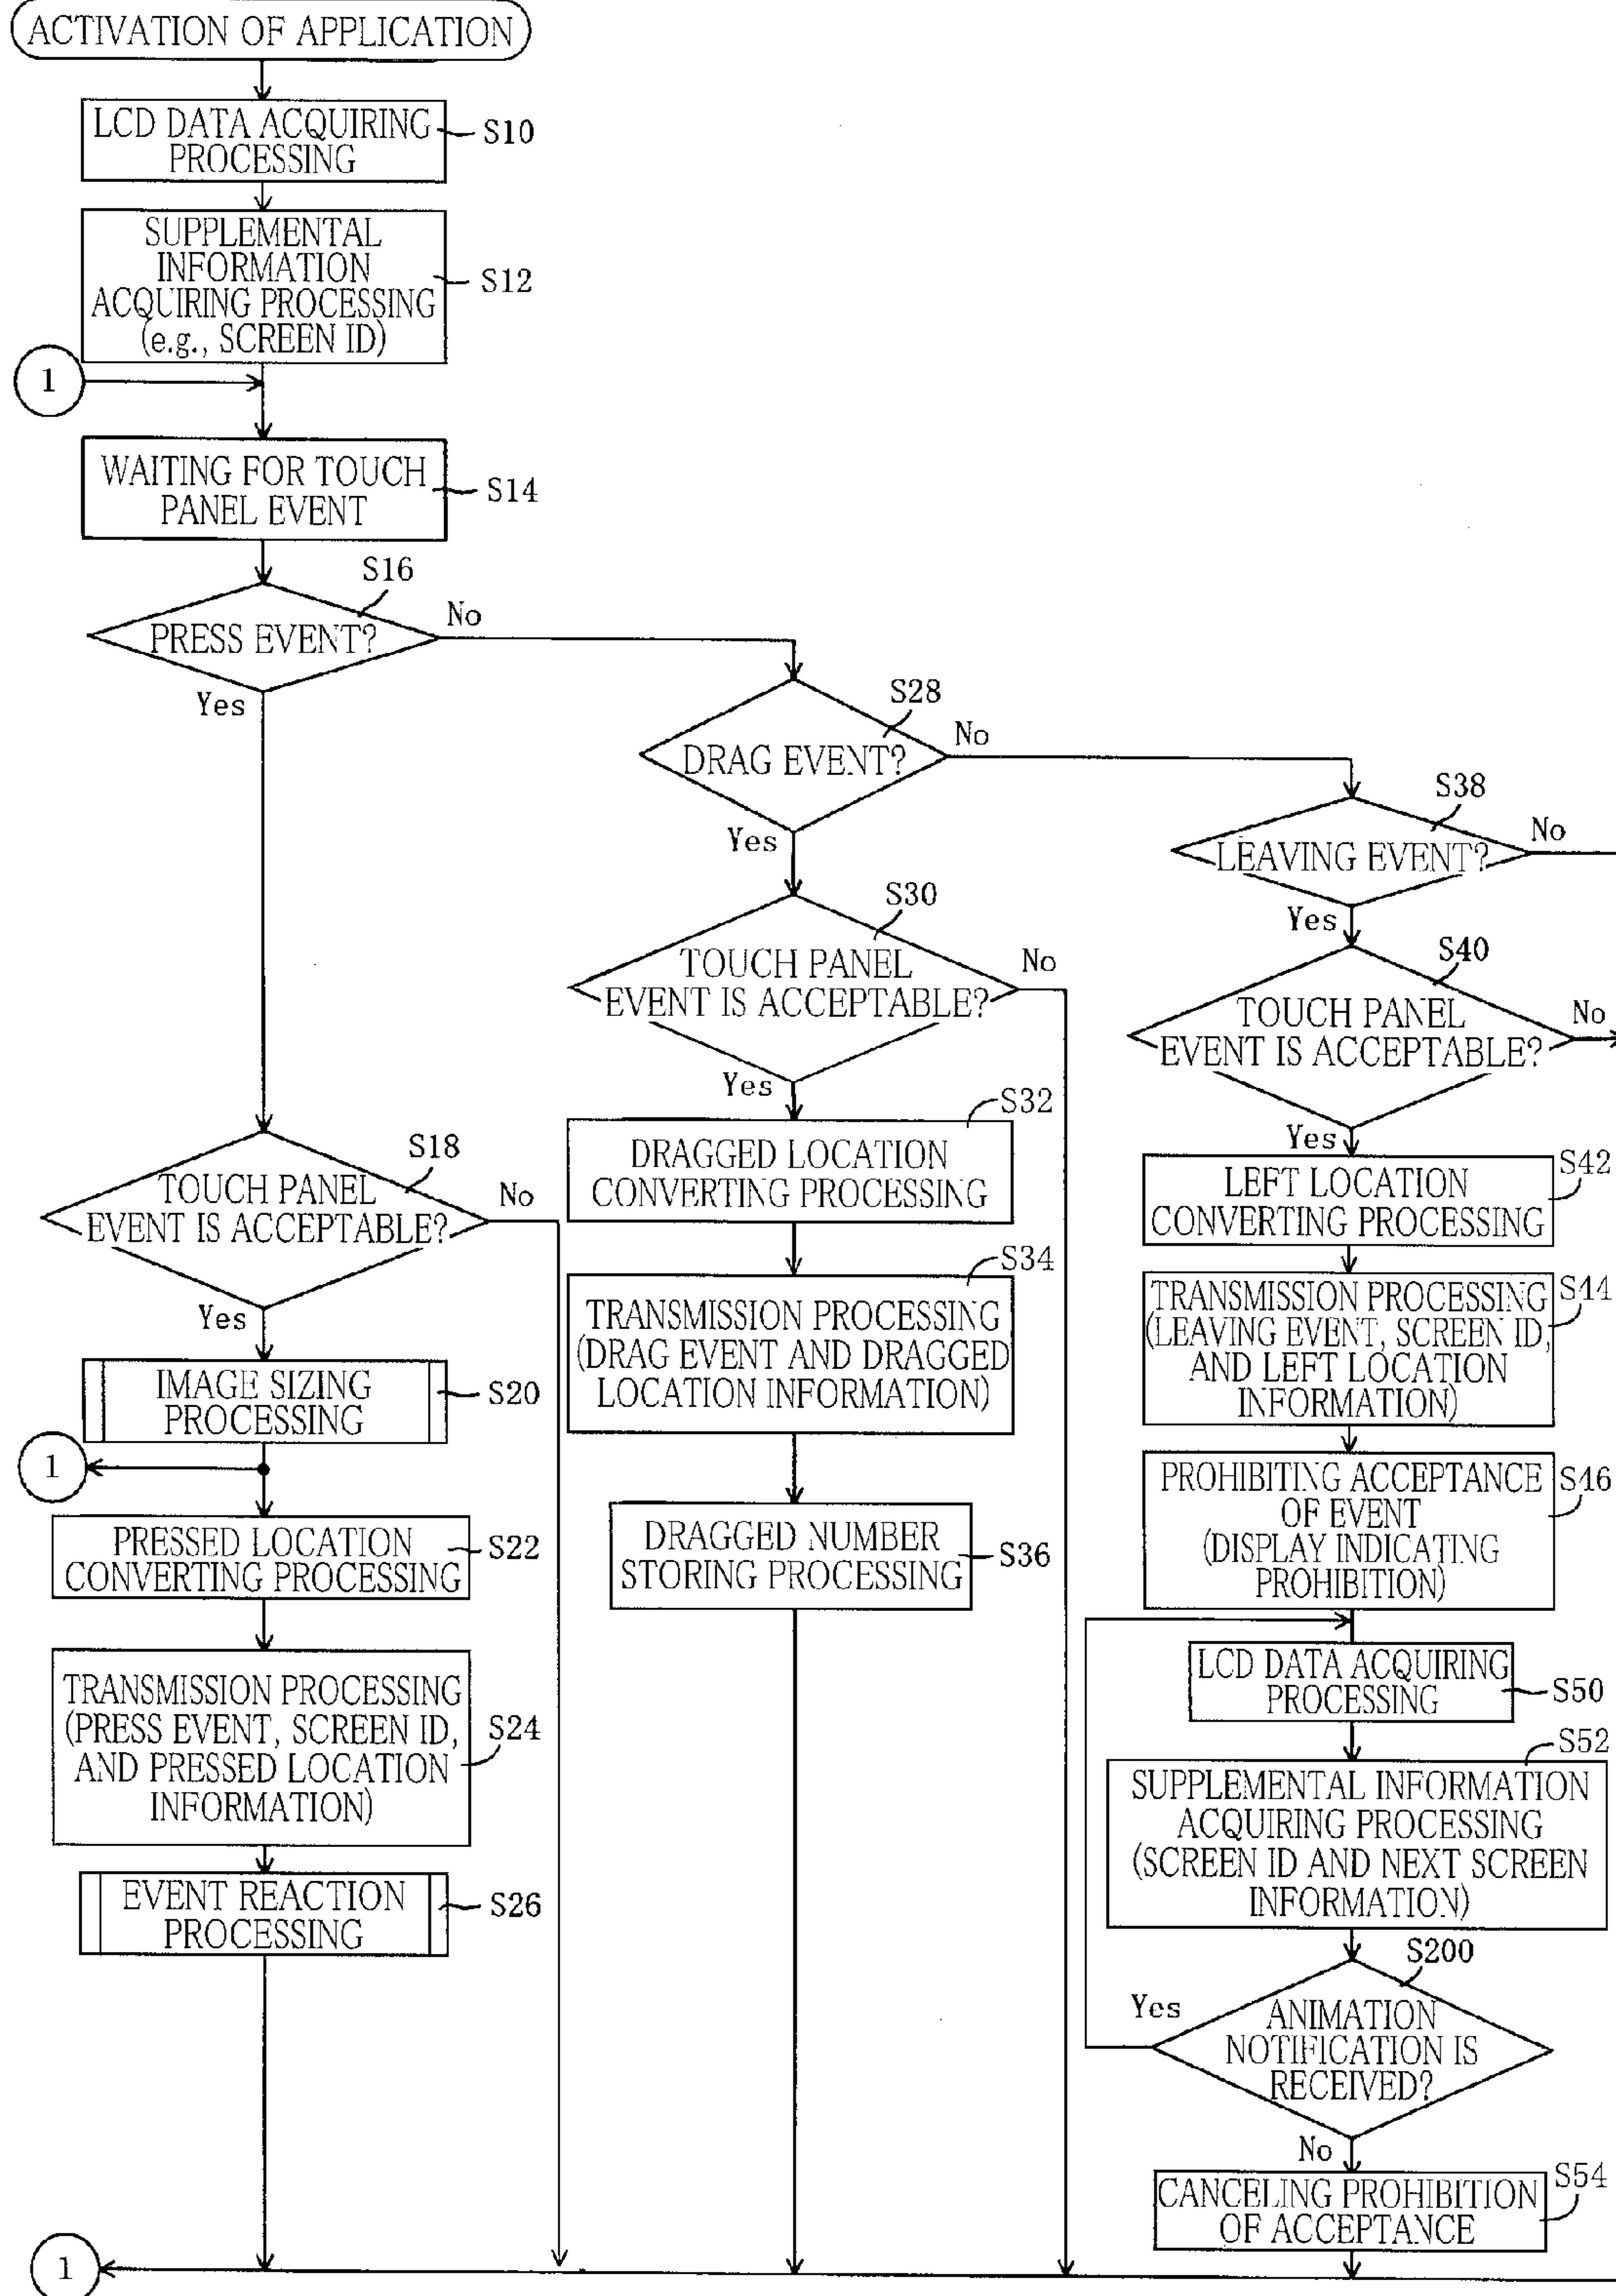 ACTIVATION OF APPLICATION
LCD DATA ACQUIRING
PROCESSING
S10
SUPPLEMENTAL
INFORMATION
ACQUIRING PROCESSING
(e.g., SCREEN ID)
S12
1
WAITING FOR TOUCH
PANEL EVENT
S14
S16
PRESS EVENT?
No
Yes
S28
DRAG EVENT?
No
Yes
S38
LEAVING EVENT?
No
Yes
S30
TOUCH PANEL
EVENT IS ACCEPTABLE?
No
Yes
S40
TOUCH PANEL
EVENT IS ACCEPTABLE?
No
Yes
S18
TOUCH PANEL
EVENT IS ACCEPTABLE?
No
Yes
IMAGE SIZING
PROCESSING
S20
1
PRESSED LOCATION
CONVERTING PROCESSING
S22
TRANSMISSION PROCESSING
(PRESS EVENT, SCREEN ID,
AND PRESSED LOCATION
INFORMATION)
S24
EVENT REACTION
PROCESSING
S26
S32
DRAGGED LOCATION
CONVERTING PROCESSING
S34
TRANSMISSION PROCESSING
(DRAG EVENT AND DRAGGED
LOCATION INFORMATION)
DRAGGED NUMBER
STORING PROCESSING
S36
LEFT LOCATION
CONVERTING PROCESSING
S42
TRANSMISSION PROCESSING
(LEAVING EVENT, SCREEN ID,
AND LEFT LOCATION
INFORMATION)
S44
PROHIBITING ACCEPTANCE
OF EVENT
(DISPLAY INDICATING
PROHIBITION)
S46
LCD DATA ACQUIRING
PROCESSING
S50
S52
SUPPLEMENTAL INFORMATION
ACQUIRING PROCESSING
(SCREEN ID AND NEXT SCREEN
INFORMATION)
S200
Yes
ANIMATION
NOTIFICATION IS
RECEIVED?
No
CANCELING PROHIBITION
OF ACCEPTANCE
S54
1